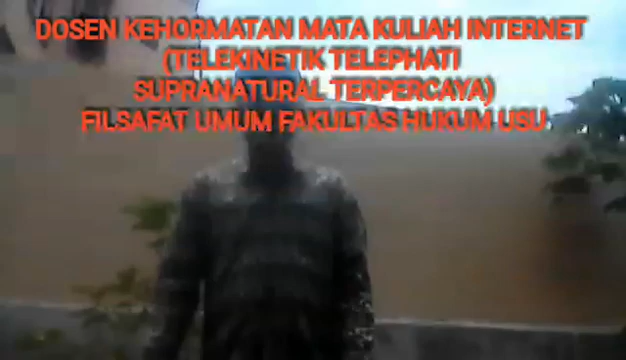 DOSEN KEHORMATAN MATA KULIAH INTERNET
(TELEKINETIK TELEPHATI
SUPRANATURAL TERPERCAYA)
FILSAFAT UMUM FAKULTAS HUKUM USU